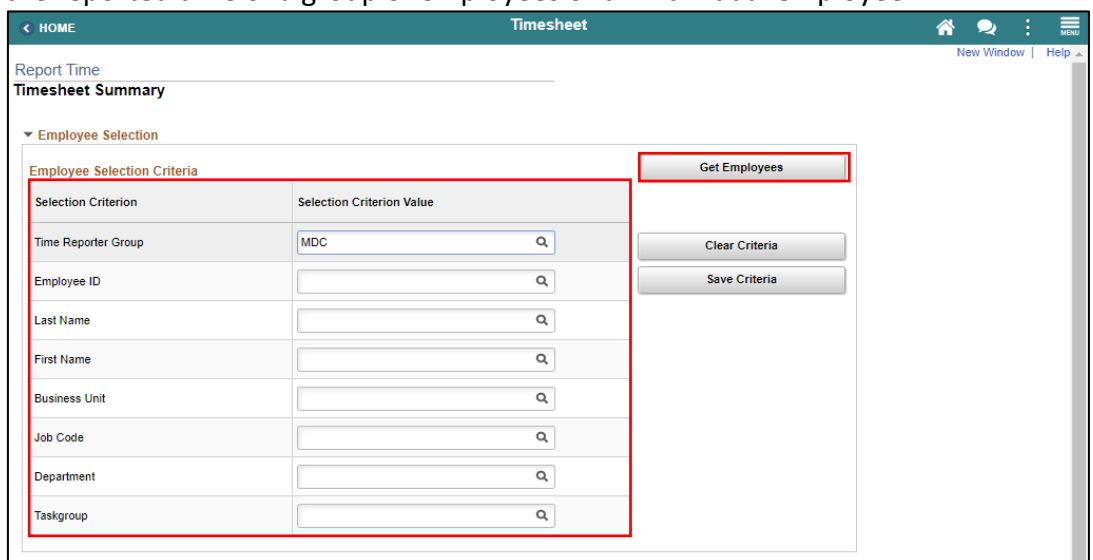 HOME Timesheet MENU
New Window | Help
Report Time
Timesheet Summary
Employee Selection
Employee Selection Criteria Get Employees
Selection Criterion Selection Criterion Value
Time Reporter Group MDC Clear Criteria
Employee ID Save Criteria
Last Name
First Name
Business Unit
Job Code
Department
Taskgroup